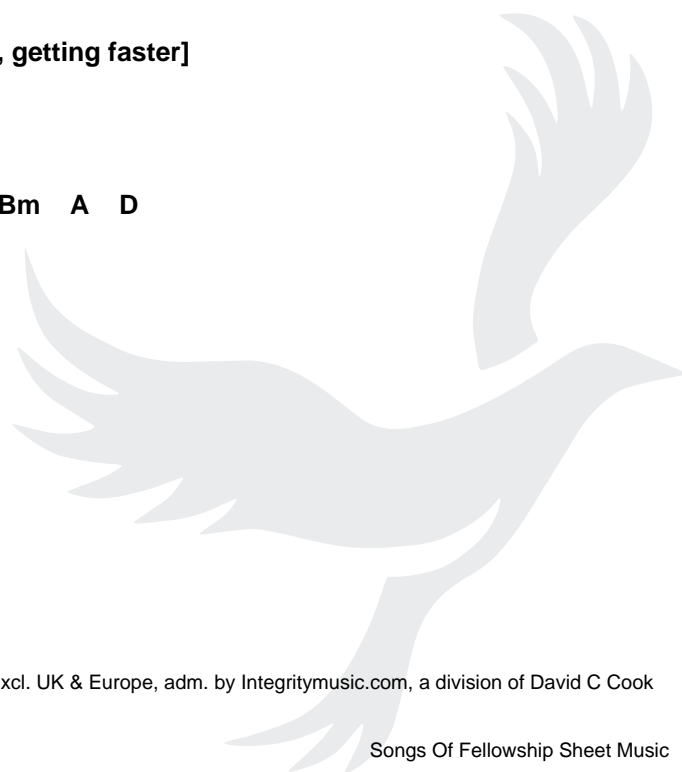 , getting faster]
Bm A D
xcl. UK & Europe, adm. by Integritymusic.com, a division of David C Cook
Songs Of Fellowship Sheet Music